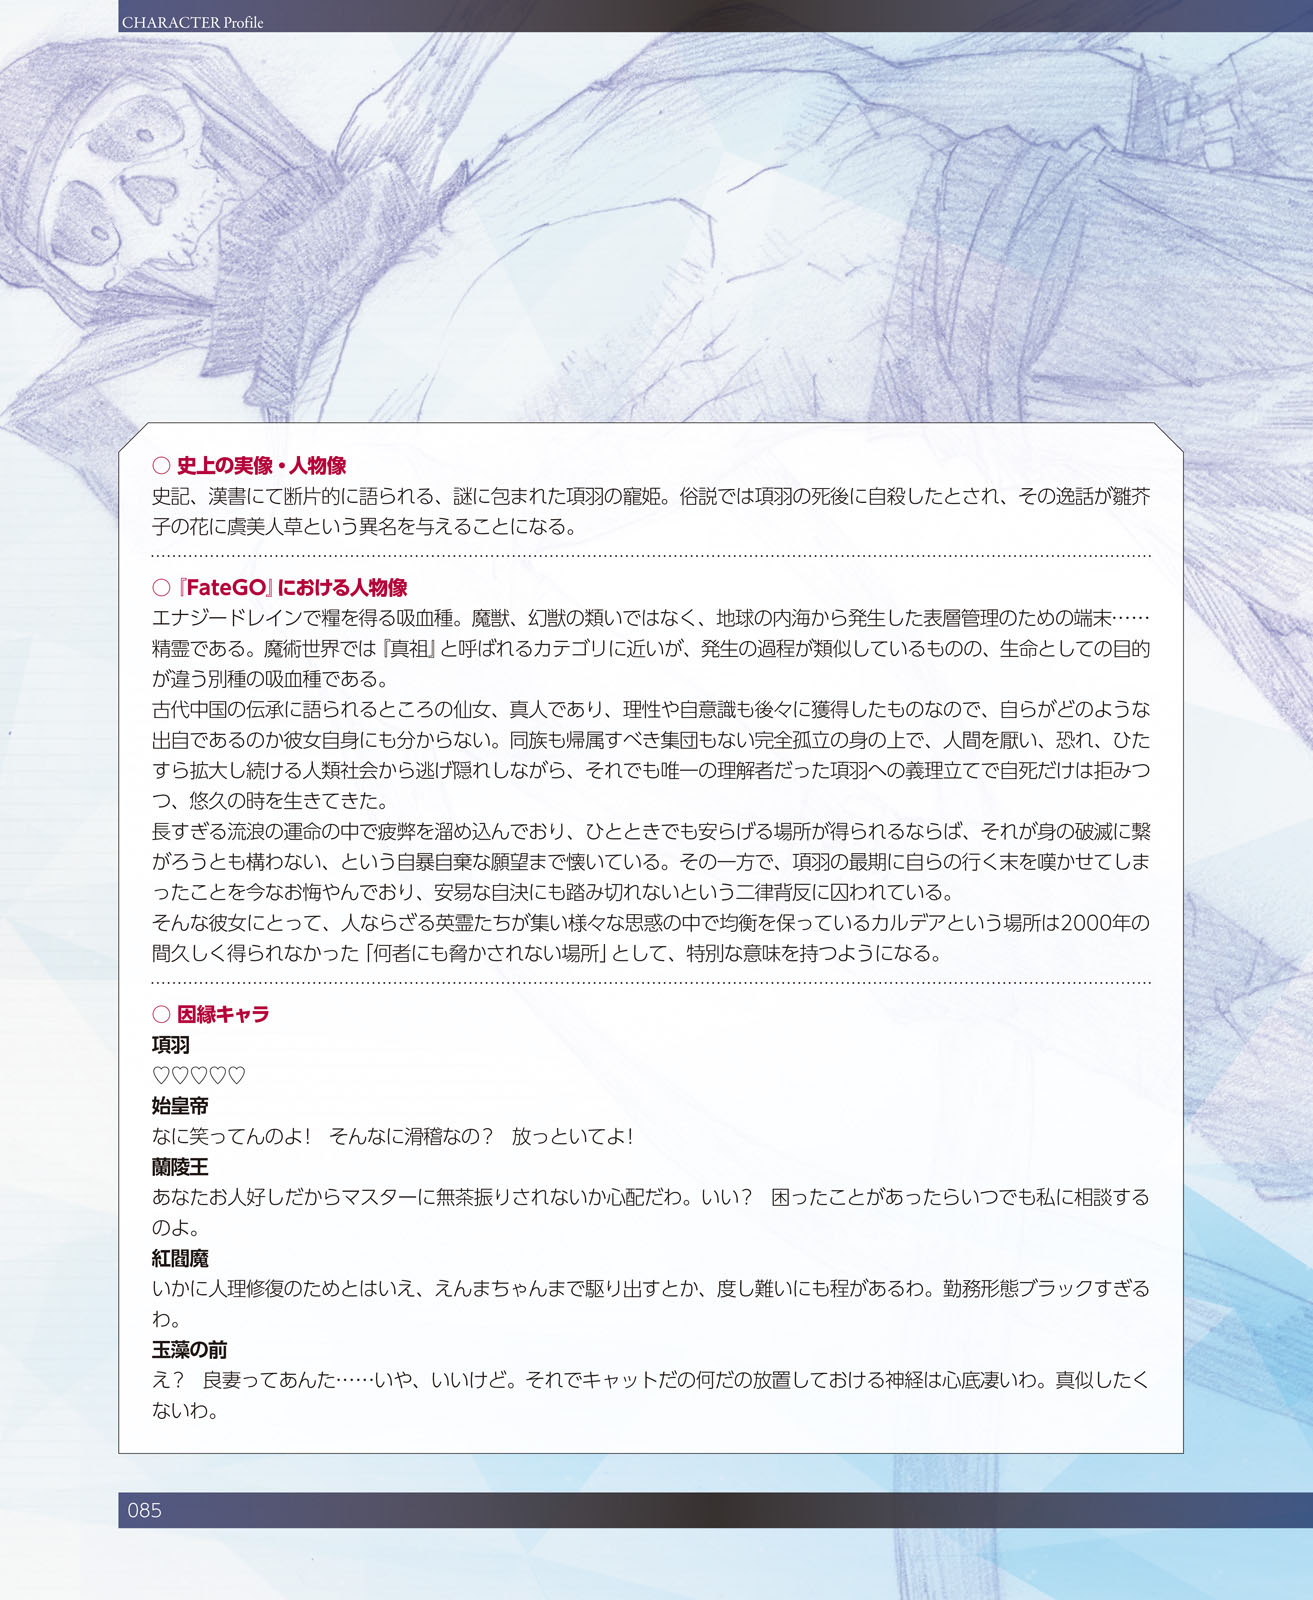 CHARACTER Profile
○ 史上の実像・人物像
史記、漢書にて断片的に語られる、謎に包まれた項羽の寵姫。俗説では項羽の死後に自殺したとされ、その逸話が雛芥
子の花に虞美人草という異名を与えることになる。
○『FateGO』における人物像
エナジードレインで糧を得る吸血種。魔獣、幻獣の類いではなく、地球の内海から発生した表層管理のための端末……
精霊である。魔術世界では『真祖』と呼ばれるカテゴリに近いが、発生の過程が類似しているものの、生命としての目的
が違う別種の吸血種である。
古代中国の伝承に語られるところの仙女、真人であり、理性や自意識も後々に獲得したものなので、自らがどのような
出自であるのか彼女自身にも分からない。同族も帰属すべき集団もない完全孤立の身の上で、人間を厭い、恐れ、ひた
すら拡大し続ける人類社会から逃げ隠れしながら、それでも唯一の理解者だった項羽への義理立てで自死だけは拒みつ
つ、悠久の時を生きてきた。
長すぎる流浪の運命の中で疲弊を溜め込んでおり、ひとときでも安らげる場所が得られるならば、それが身の破滅に繋
がろうとも構わない、という自暴自棄な願望まで懐いている。その一方で、項羽の最期に自らの行く末を嘆かせてしま
ったことを今なお悔やんでおり、安易な自決にも踏み切れないという二律背反に囚われている。
そんな彼女にとって、人ならざる英霊たちが集い様々な思惑の中で均衡を保っているカルデアという場所は2000年の
間久しく得られなかった「何者にも脅かされない場所」として、特別な意味を持つようになる。
○ 因縁キャラ
項羽
♡♡♡♡♡
始皇帝
なに笑ってんのよ！　そんなに滑稽なの？　放っといてよ！
蘭陵王
あなたお人好しだからマスターに無茶振りされないか心配だわ。いい？　困ったことがあったらいつでも私に相談する
のよ。
紅閻魔
いかに人理修復のためとはいえ、えんまちゃんまで駆り出すとか、度し難いにも程があるわ。勤務形態ブラックすぎる
わ。
玉藻の前
え？　良妻ってあんた……いや、いいけど。それでキャットだの何だの放置しておける神経は心底凄いわ。真似したく
ないわ。
085